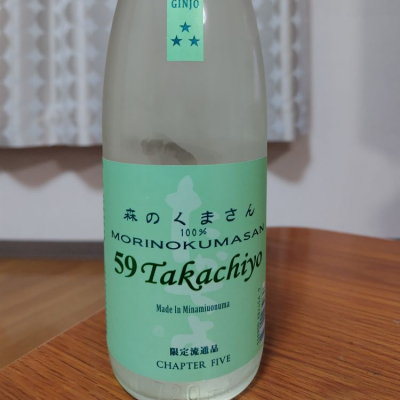 GINJO
森のくまさん
100%
MORINOKUMASAN
59 Takachiyo
Made In Minamiuonuma
限定流通品
CHAPTER FIVE